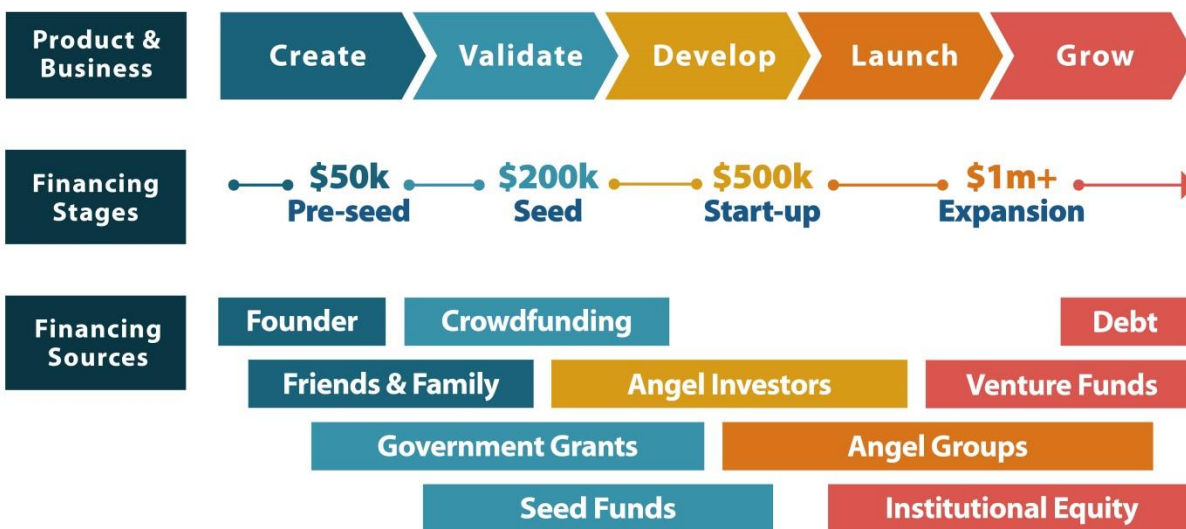 Product &
Business
Create
Validate
Develop
Launch
Grow
Financing
Stages
$50k
Pre-seed
$200k
Seed
$500k
Start-up
$1m+
Expansion
Financing
Sources
Founder
Crowdfunding
Debt
Friends & Family
Angel Investors
Venture Funds
Government Grants
Angel Groups
Seed Funds
Institutional Equity